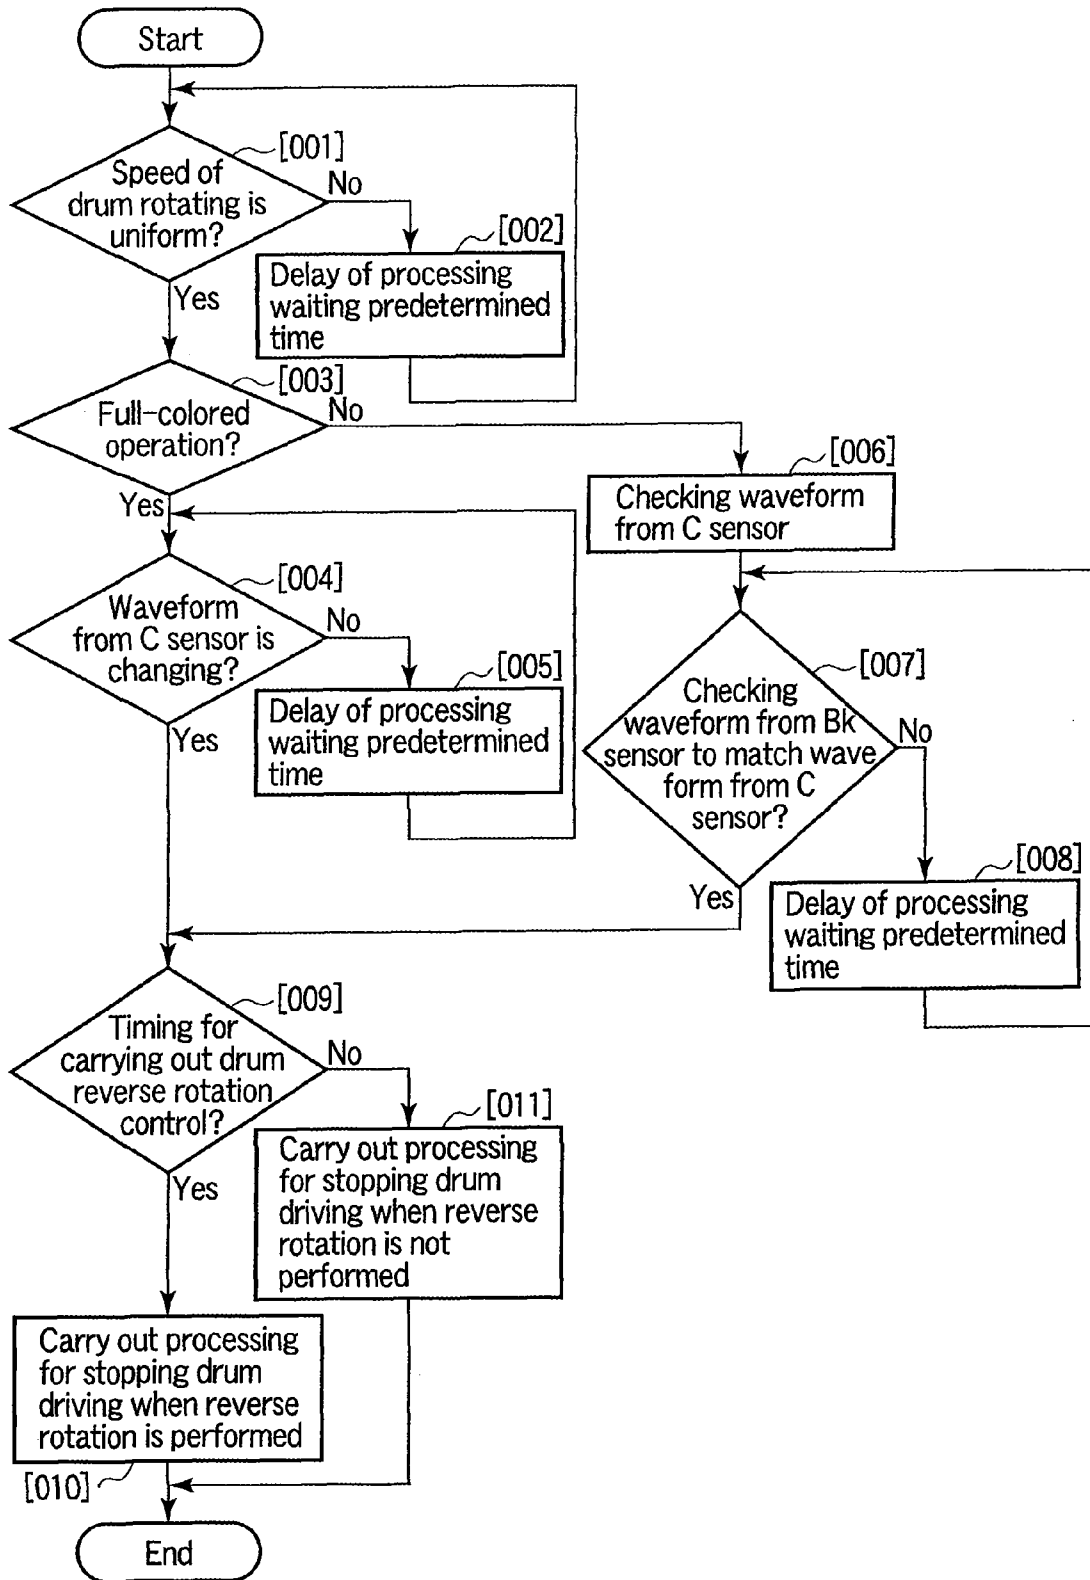 Start
[001]
Speed of
drum rotating is
uniform?
No
Yes
[002]
Delay of processing
waiting predetermined
time
[003]
Full-colored
operation?
No
Yes
[004]
Waveform
from C sensor is
changing?
No
Yes
[005]
Delay of processing
waiting predetermined
time
[006]
Checking waveform
from C sensor
[007]
Checking
waveform from Bk
sensor to match wave
form from C
sensor?
No
Yes
[008]
Delay of processing
waiting predetermined
time
[009]
Timing for
carrying out drum
reverse rotation
control?
No
Yes
[011]
Carry out processing
for stopping drum
driving when reverse
rotation is not
performed
Carry out processing
for stopping drum
driving when reverse
rotation is performed
[010]
End